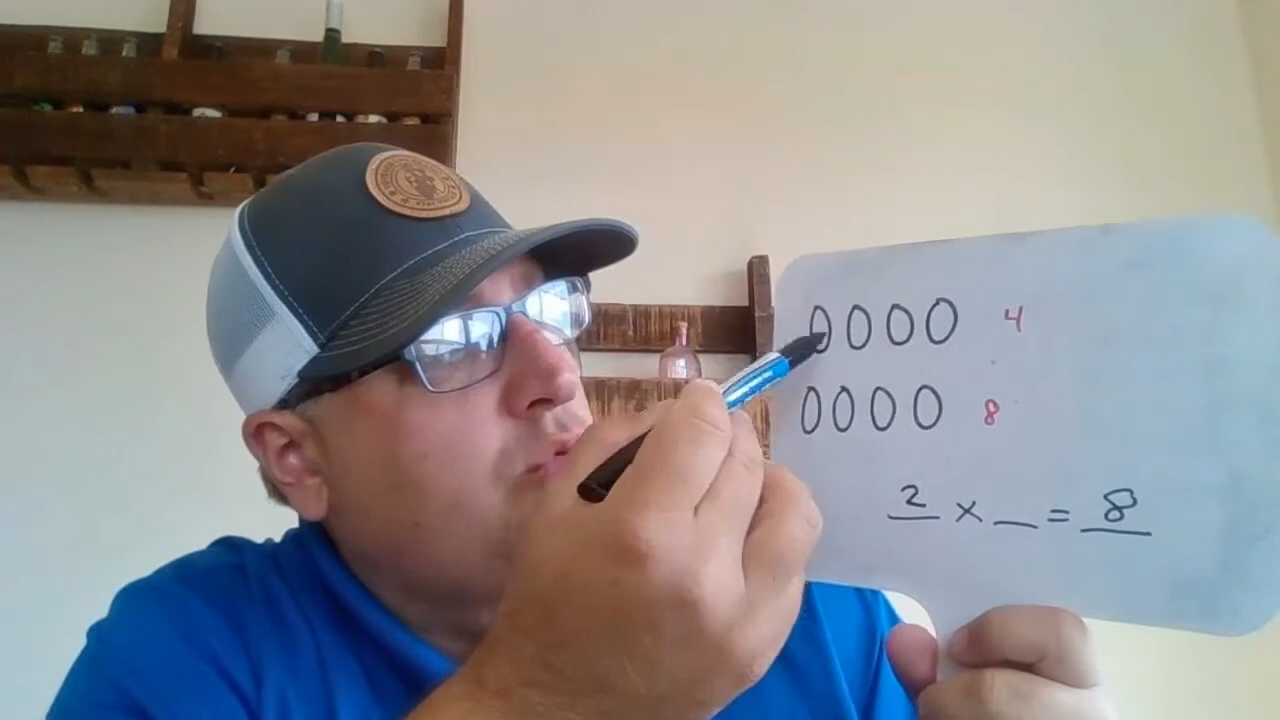 0000 4
0000 8
2 x _ = 8